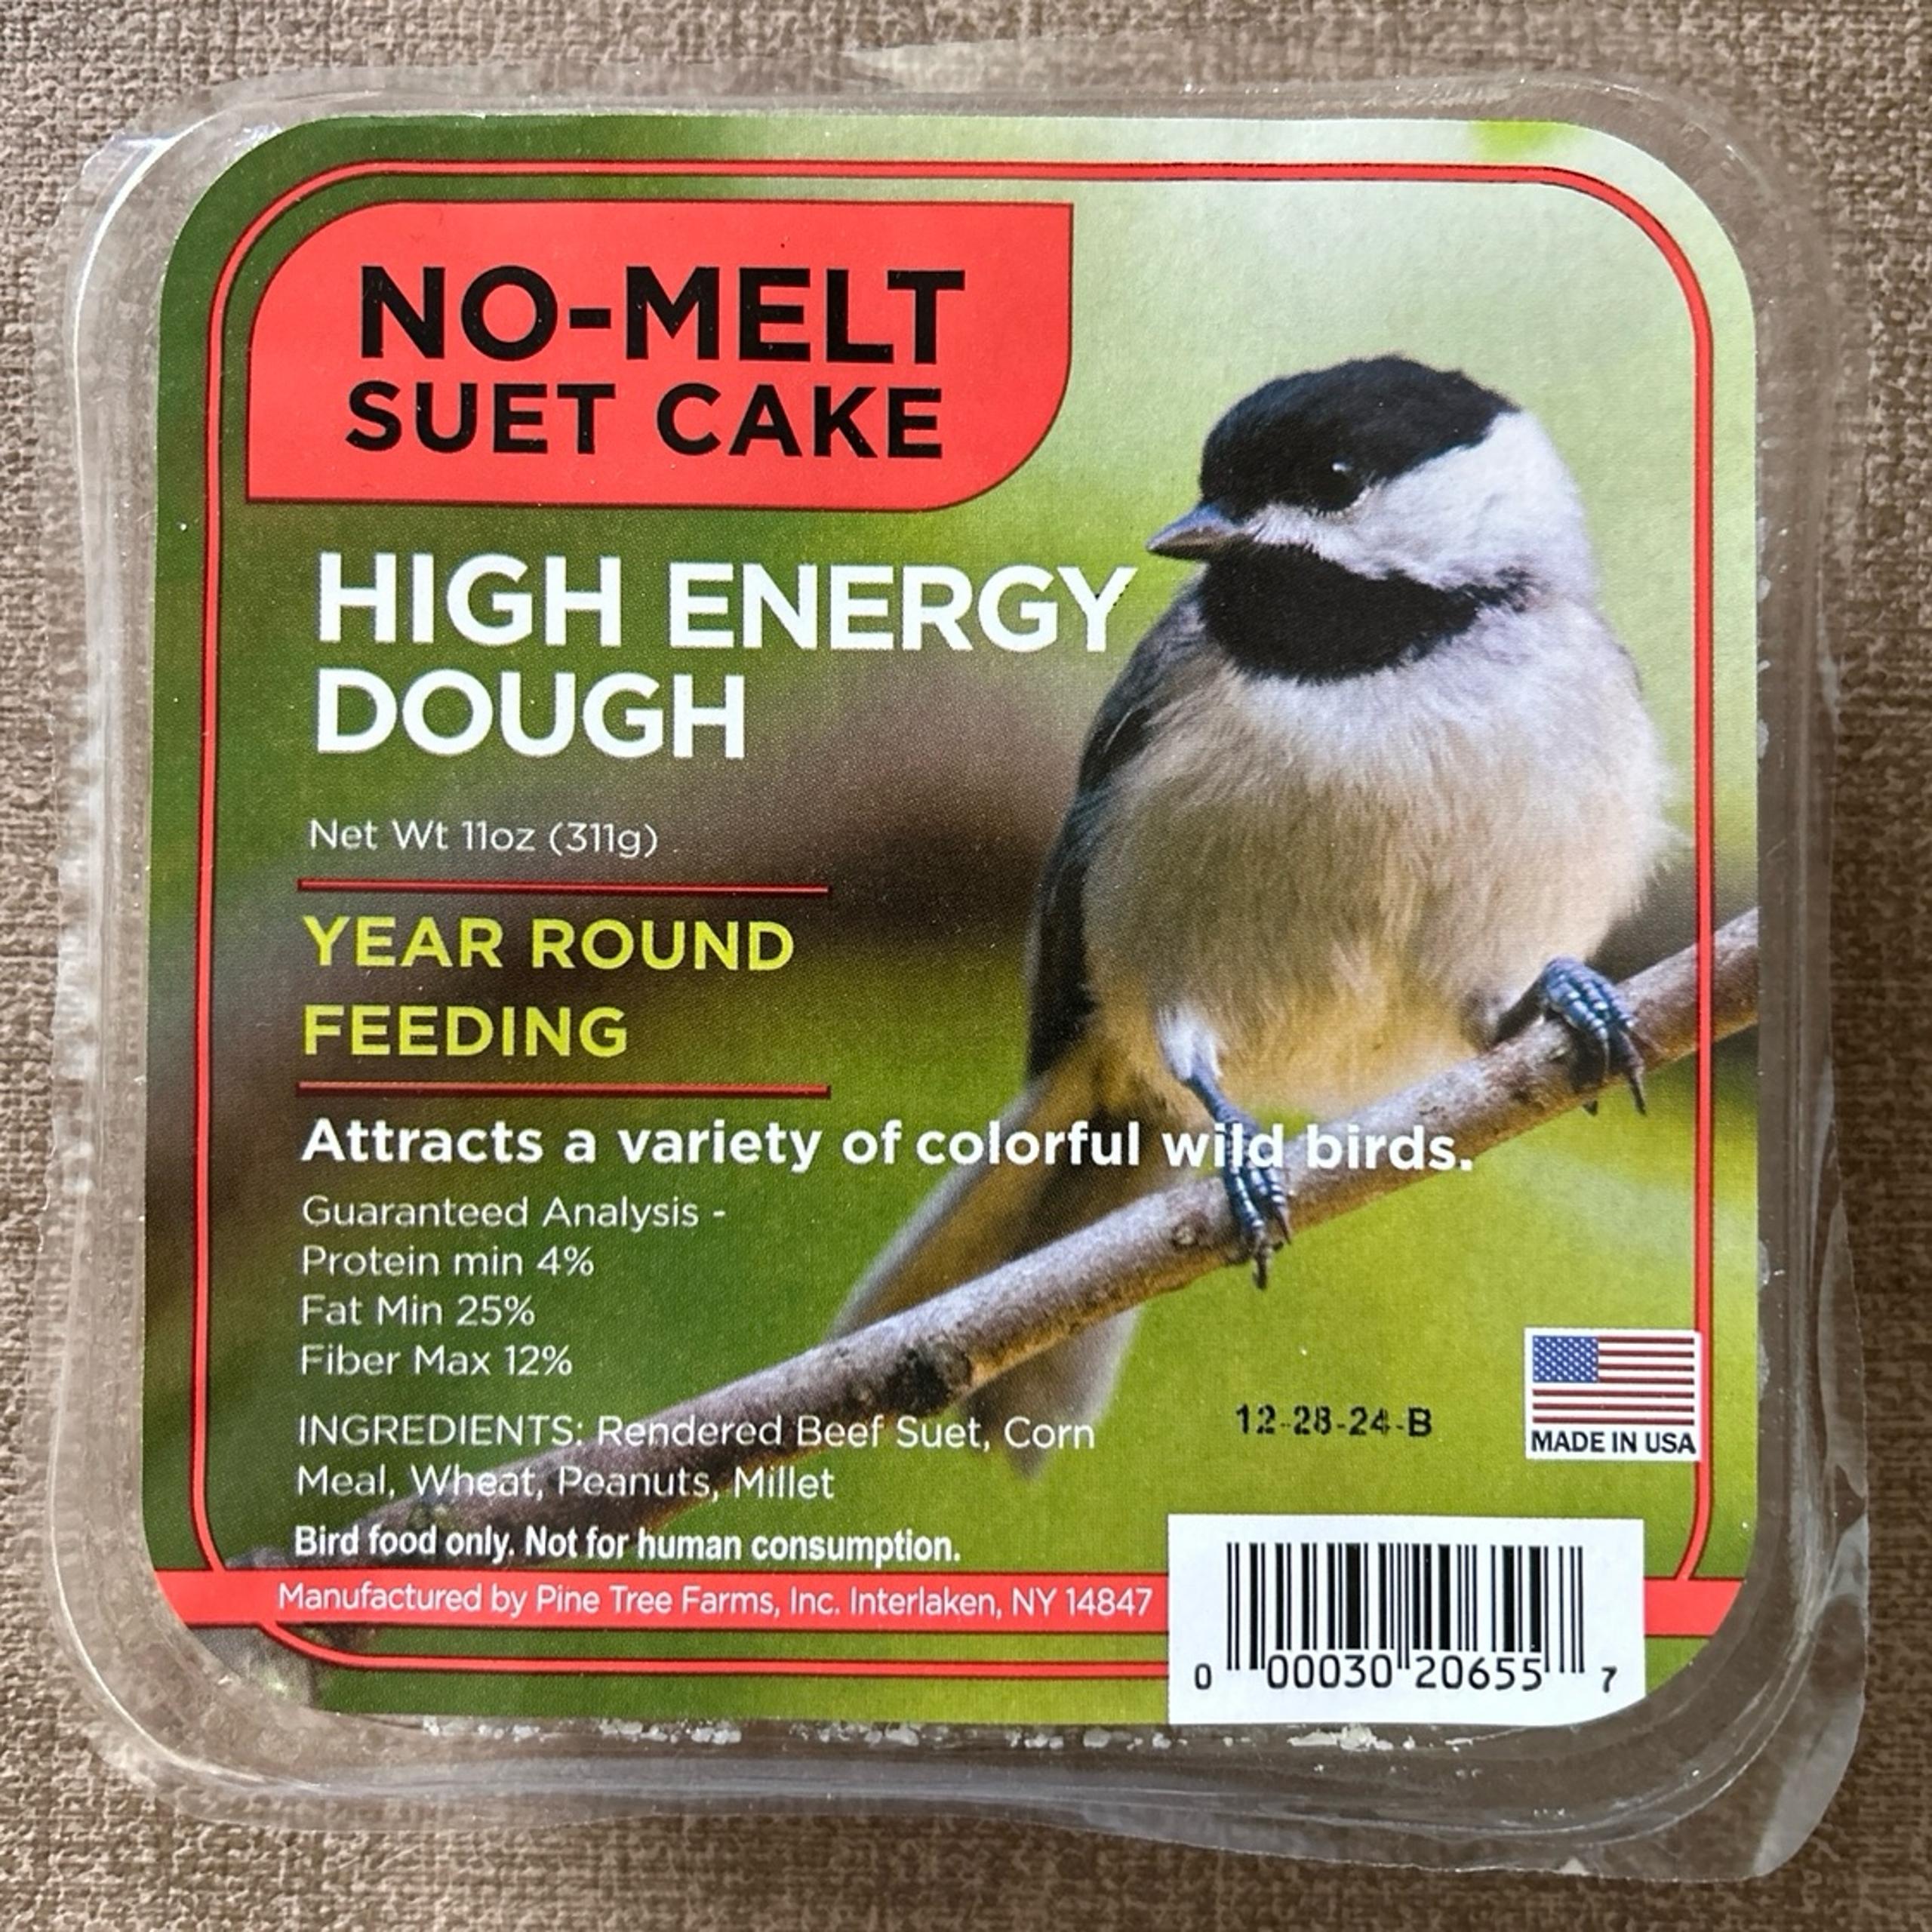 NO-MELT
SUET CAKE
HIGH ENERGY
DOUGH
Net Wt 11oz (311g)
YEAR ROUND
FEEDING
Attracts a variety of colorful wild birds.
Guaranteed Analysis -
Protein min 4%
Fat Min 25%
Fiber Max 12%
INGREDIENTS: Rendered Beef Suet, Corn
Meal, Wheat, Peanuts, Millet
Bird food only. Not for human consumption.
Manufactured by Pine Tree Farms, Inc. Interlaken, NY 14847
12-28-24-B
MADE IN USA
0 00030 20655 7